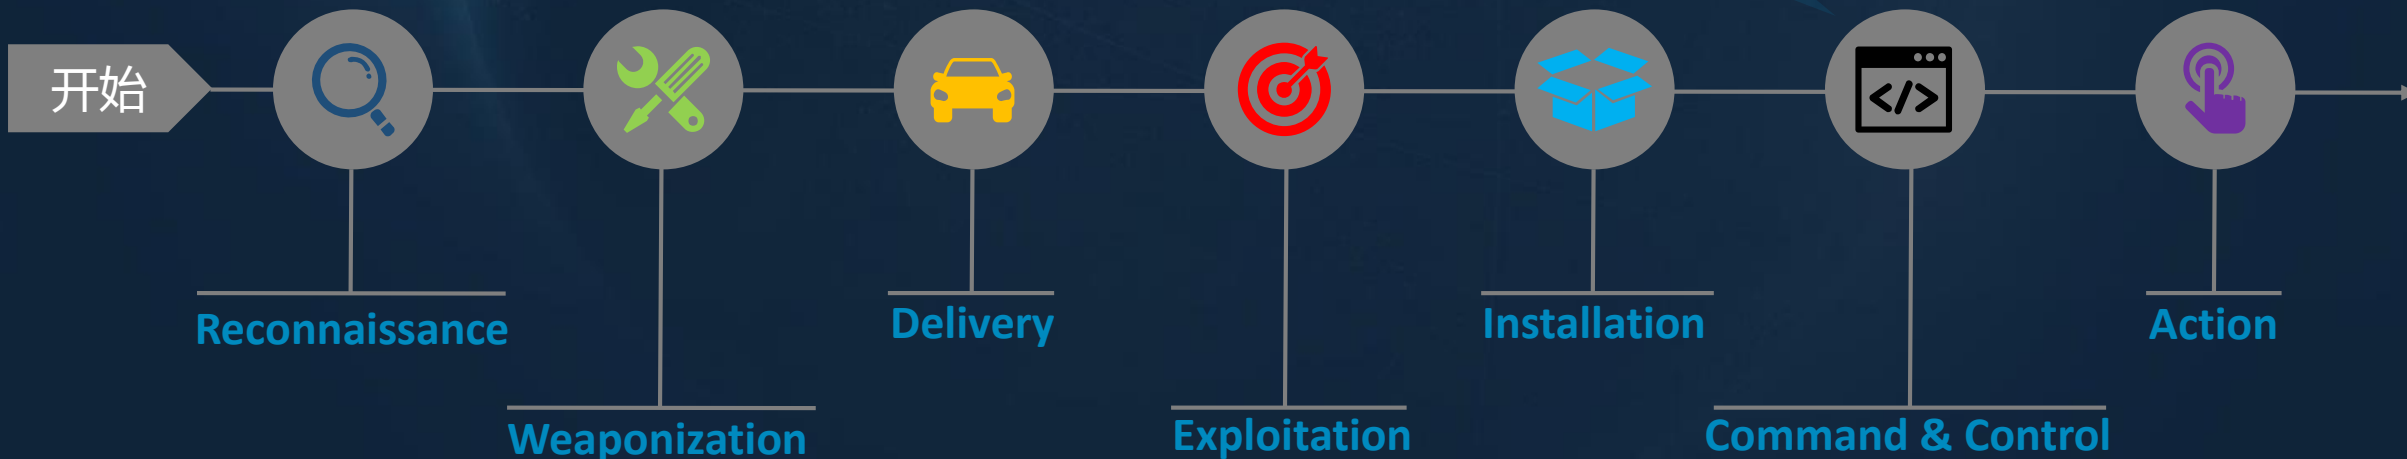 开始
Reconnaissance
Weaponization
Delivery
Exploitation
Installation
Command & Control
Action